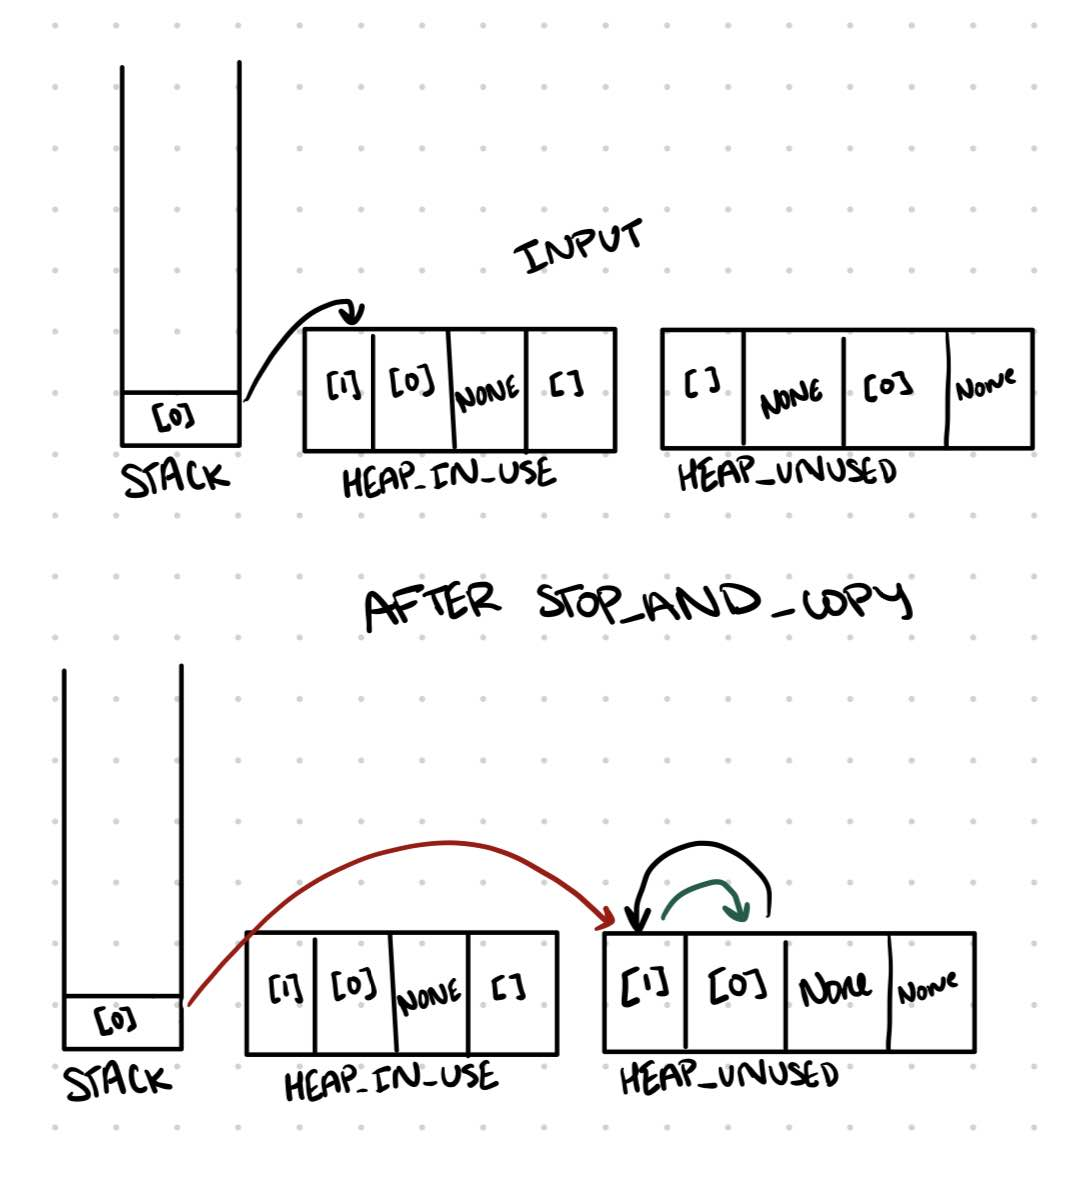 INPUT
[0]
[1] [0] NONE [ ]
[ ] NONE [0] None
STACK
HEAP_IN_USE
HEAP_UNUSED
AFTER STOP_AND_COPY
[0]
[1] [0] NONE [ ]
[1] [0] None None
STACK
HEAP_IN_USE
HEAP_UNUSED